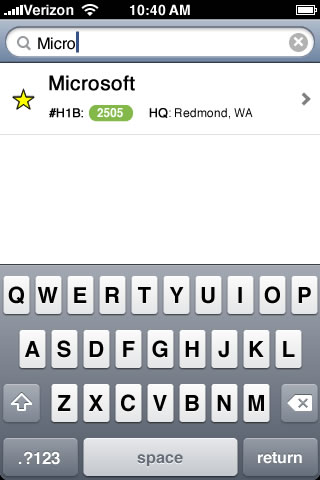 Verizon 10:40 AM
Micro
Microsoft
#H1B: 2505 HQ: Redmond, WA
Q W E R T Y U I O P
A S D F G H J K L
Z X C V B N M
.?123 space return